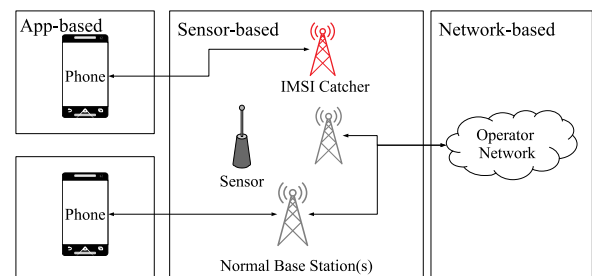 App-based
Sensor-based
Network-based
Phone
IMSI Catcher
Operator
Network
Sensor
Phone
Normal Base Station(s)